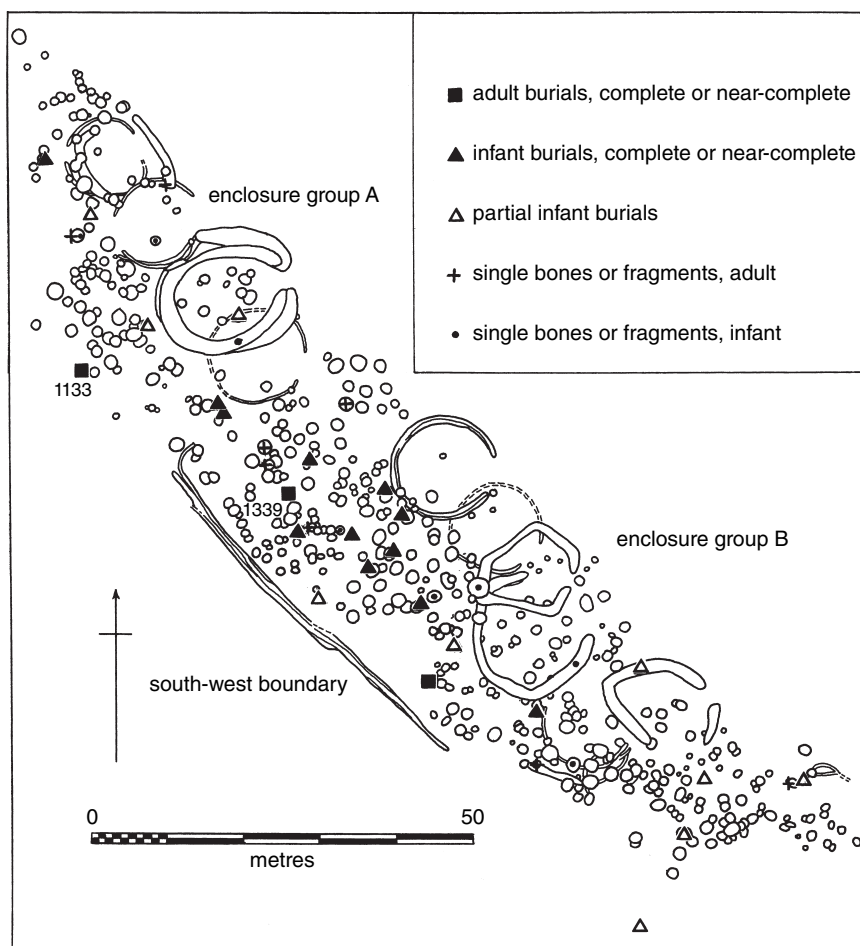 adult burials, complete or near-complete
infant burials, complete or near-complete
partial infant burials
single bones or fragments, adult
single bones or fragments, infant
enclosure group A
1133
1339
enclosure group B
south-west boundary
0 50
metres